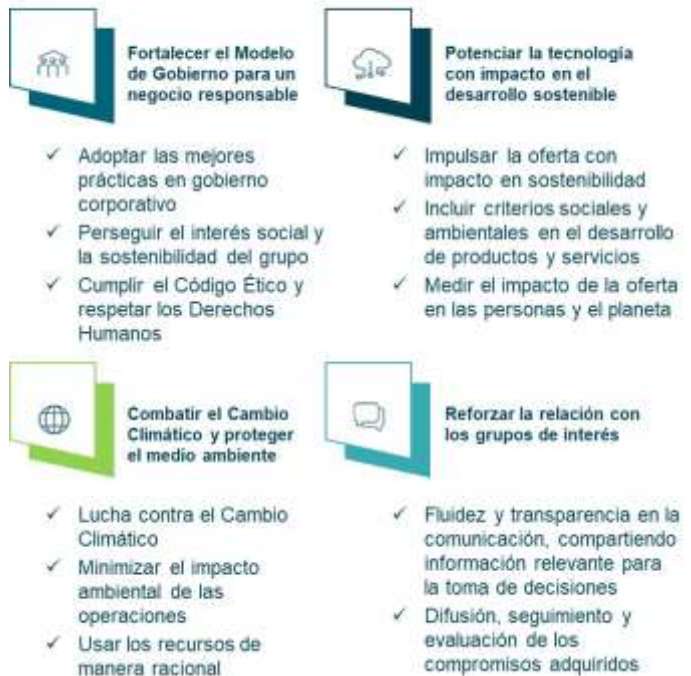 Fortalecer el Modelo
de Gobierno para un
negocio responsable
✓ Adoptar las mejores
prácticas en gobierno
corporativo
✓ Perseguir el interés social y
la sostenibilidad del grupo
✓ Cumplir el Código Ético y
respetar los Derechos
Humanos
Potenciar la tecnología
con impacto en el
desarrollo sostenible
✓ Impulsar la oferta con
impacto en sostenibilidad
✓ Incluir criterios sociales y
ambientales en el desarrollo
de productos y servicios
✓ Medir el impacto de la oferta
en las personas y el planeta
Combatir el Cambio
Climático y proteger
el medio ambiente
✓ Lucha contra el Cambio
Climático
✓ Minimizar el impacto
ambiental de las
operaciones
✓ Usar los recursos de
manera racional
Reforzar la relación con
los grupos de interés
✓ Fluidez y transparencia en la
comunicación, compartiendo
información relevante para
la toma de decisiones
✓ Difusión, seguimiento y
evaluación de los
compromisos adquiridos